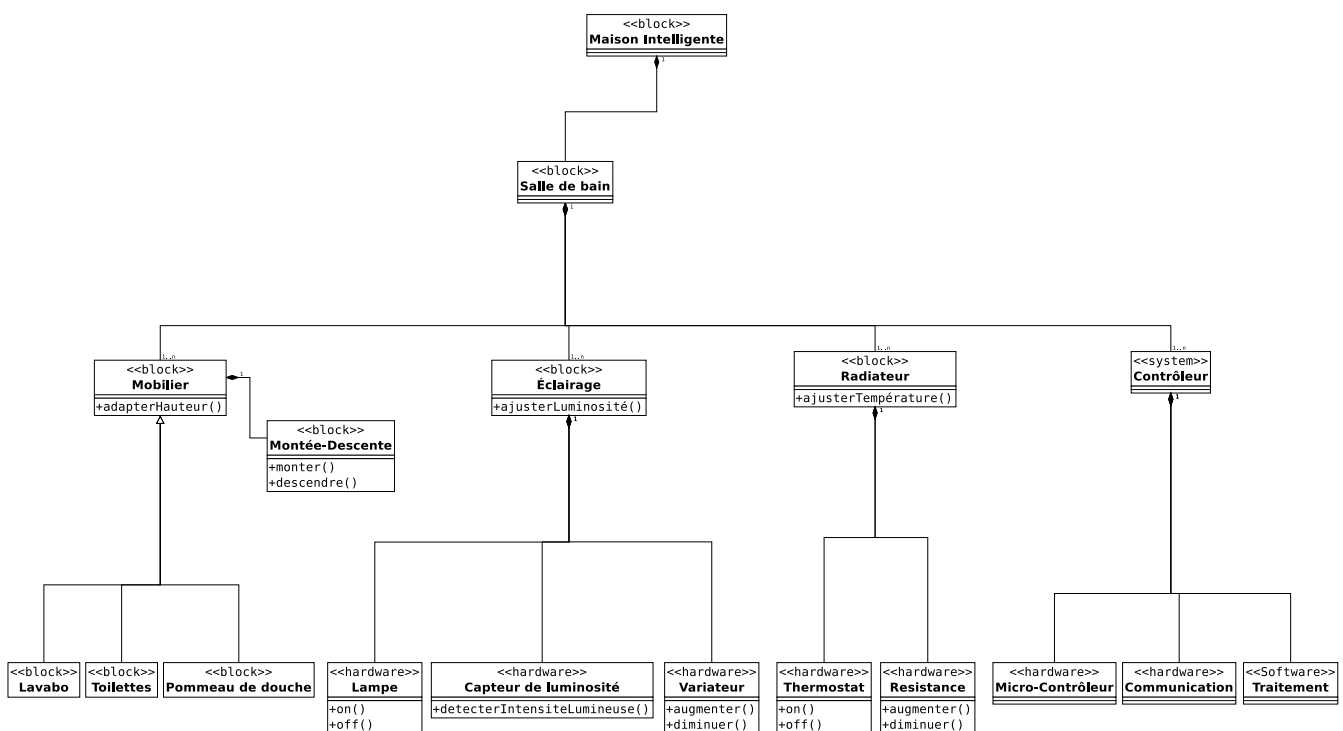 <<block>>
Maison Intelligente
1
<<block>>
Salle de bain
1
1..n
1..n
1..n
1..n
<<block>>
Mobilier
+adapterHauteur()
1
<<block>>
Éclairage
+ajusterLuminosité()
1
<<block>>
Radiateur
+ajusterTempérature()
1
<<system>>
Contrôleur
1
<<block>>
Montée-Descente
+monter()
+descendre()
<<block>>
Lavabo
<<block>>
Toilettes
<<block>>
Pommeau de douche
<<hardware>>
Lampe
+on()
+off()
<<hardware>>
Capteur de luminosité
+detecterIntensiteLumineuse()
<<hardware>>
Variateur
+augmenter()
+diminuer()
<<hardware>>
Thermostat
+on()
+off()
<<hardware>>
Resistance
+augmenter()
+diminuer()
<<hardware>>
Micro-Contrôleur
<<hardware>>
Communication
<<Software>>
Traitement